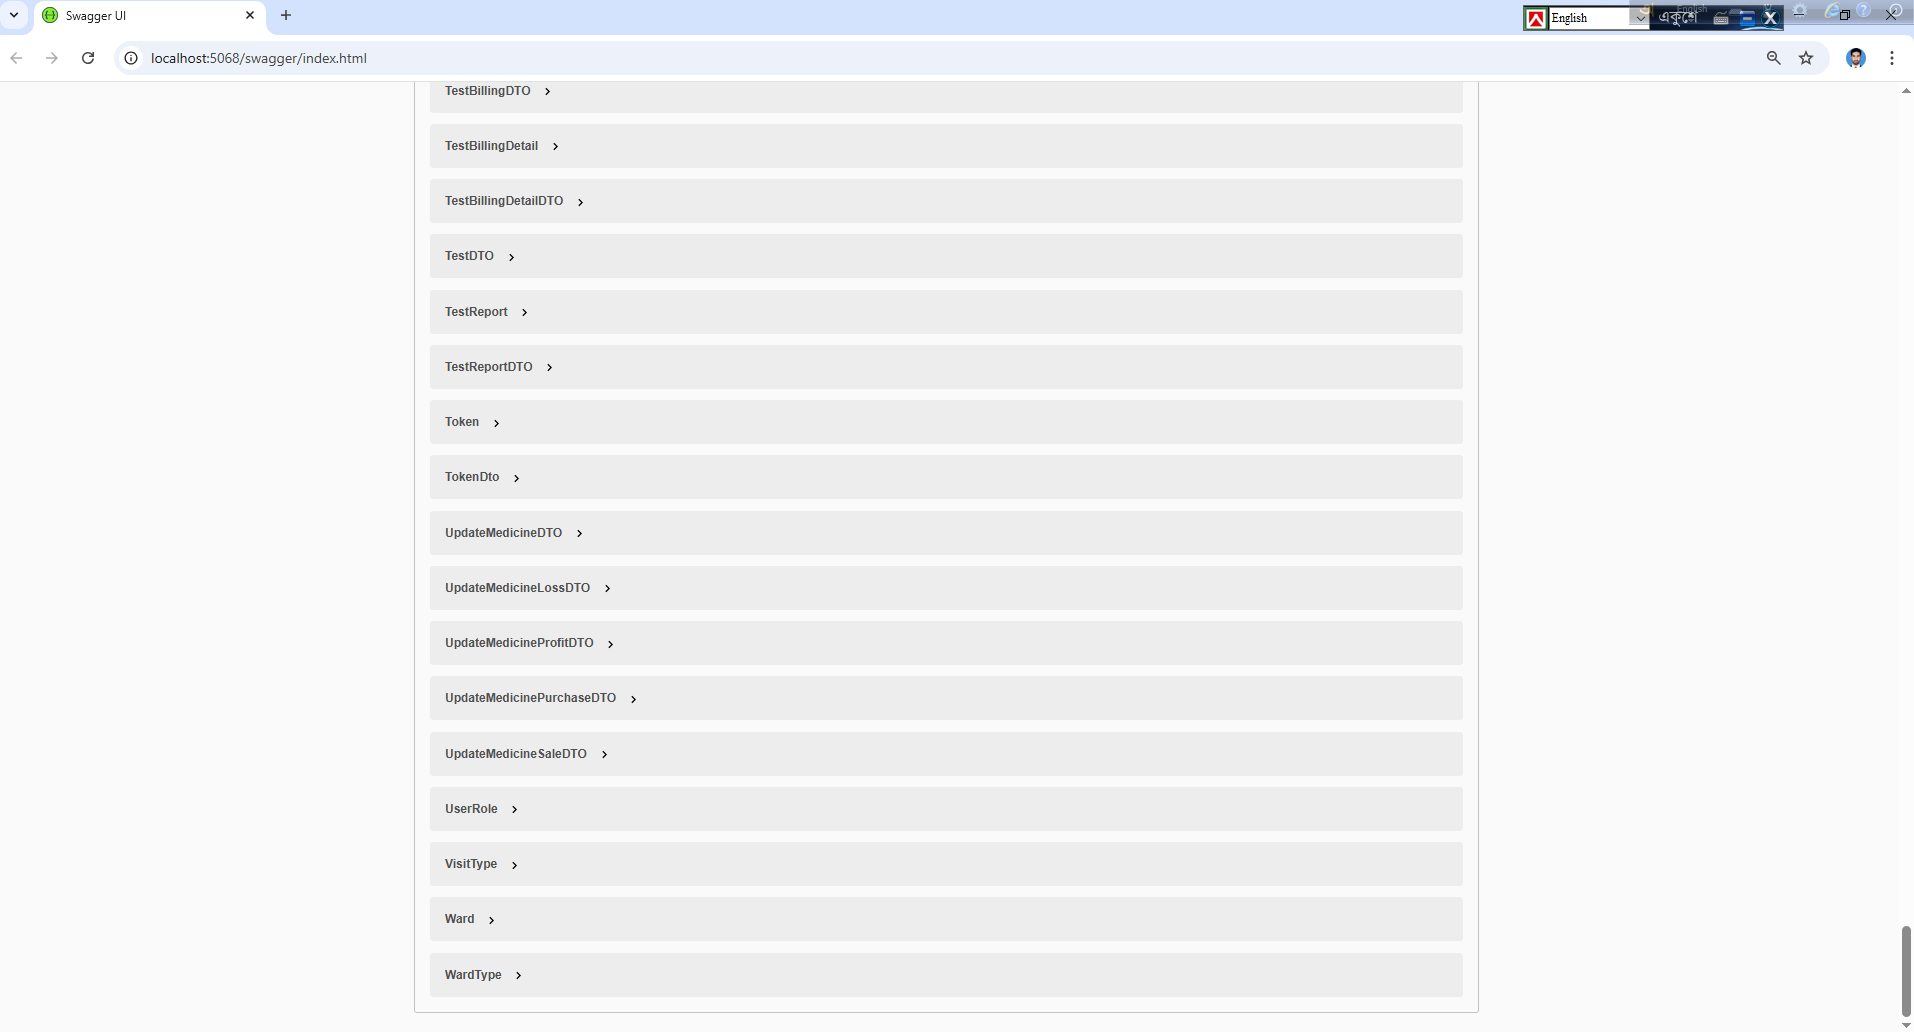 Swagger UI
English
একুশে
localhost:5068/swagger/index.html
TestBillingDTO
TestBillingDetail
TestBillingDetailDTO
TestDTO
TestReport
TestReportDTO
Token
TokenDto
UpdateMedicineDTO
UpdateMedicineLossDTO
UpdateMedicineProfitDTO
UpdateMedicinePurchaseDTO
UpdateMedicineSaleDTO
UserRole
VisitType
Ward
WardType